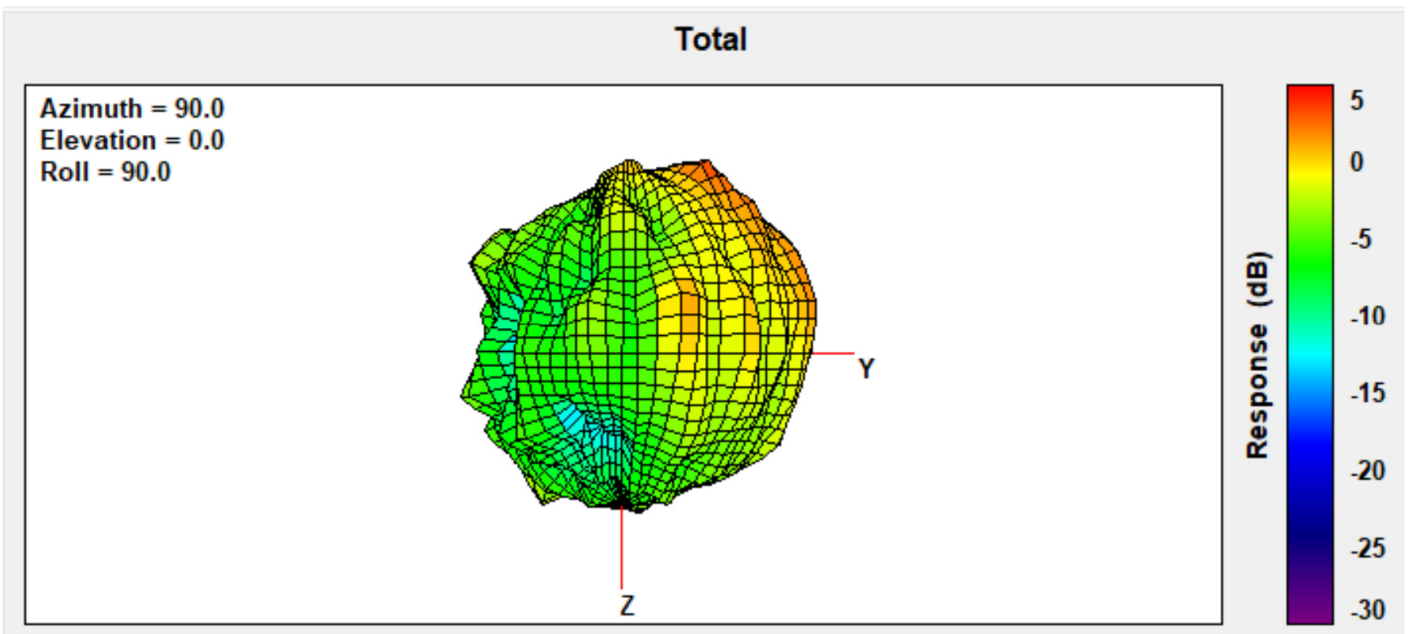 Total
Azimuth = 90.0
Elevation = 0.0
Roll = 90.0
Y
Z
5
0
-5
-10
-15
-20
-25
-30
Response (dB)